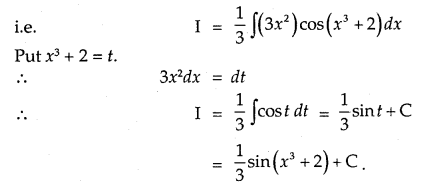 i.e. I = 1/3 ∫(3x²)cos(x³ + 2)dx
Put x³ + 2 = t.
∴ 3x²dx = dt
∴ I = 1/3 ∫cos t dt = 1/3 sin t + C
= 1/3 sin(x³ + 2) + C.